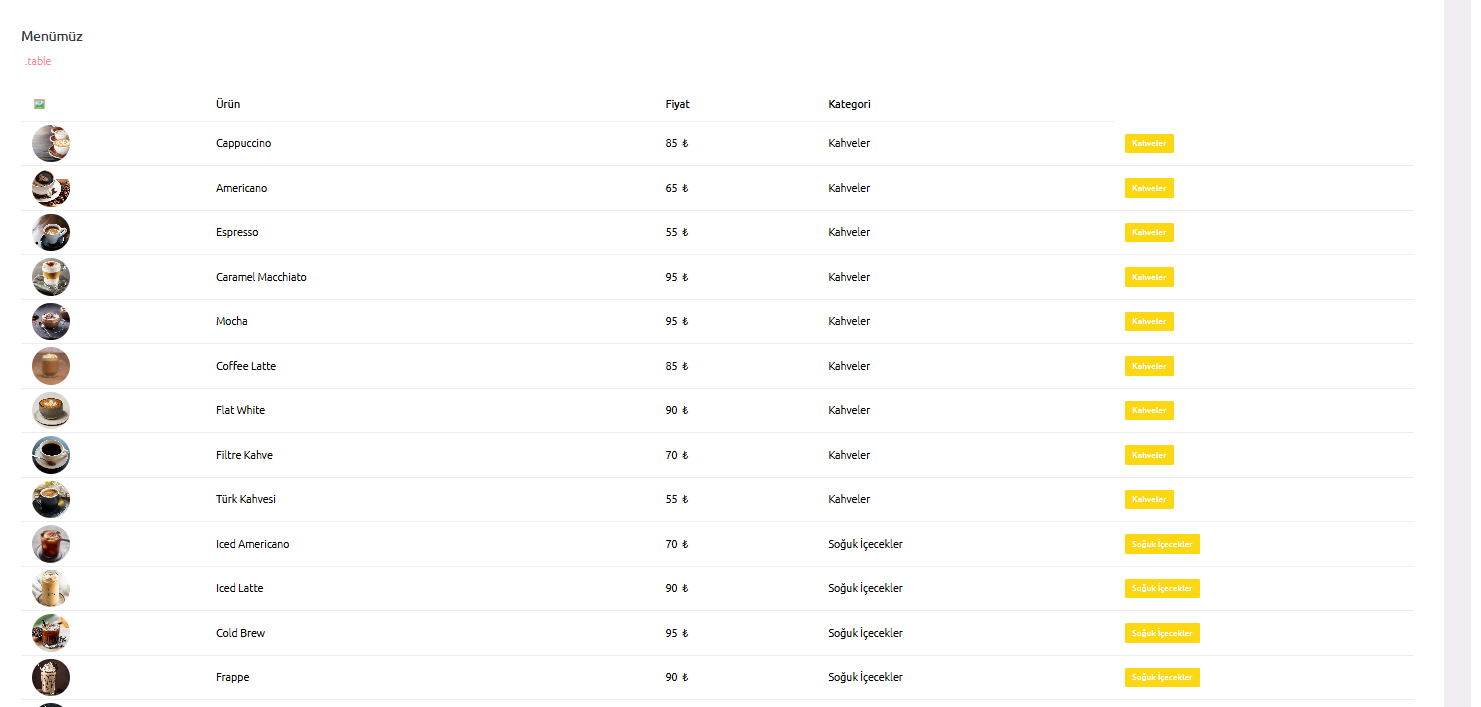 Menümüz
.table
Ürün Fiyat Kategori
Cappuccino 85 ₺ Kahveler Kahveler
Americano 65 ₺ Kahveler Kahveler
Espresso 55 ₺ Kahveler Kahveler
Caramel Macchiato 95 ₺ Kahveler Kahveler
Mocha 95 ₺ Kahveler Kahveler
Coffee Latte 85 ₺ Kahveler Kahveler
Flat White 90 ₺ Kahveler Kahveler
Filtre Kahve 70 ₺ Kahveler Kahveler
Türk Kahvesi 55 ₺ Kahveler Kahveler
Iced Americano 70 ₺ Soğuk İçecekler Soğuk İçecekler
Iced Latte 90 ₺ Soğuk İçecekler Soğuk İçecekler
Cold Brew 95 ₺ Soğuk İçecekler Soğuk İçecekler
Frappe 90 ₺ Soğuk İçecekler Soğuk İçecekler